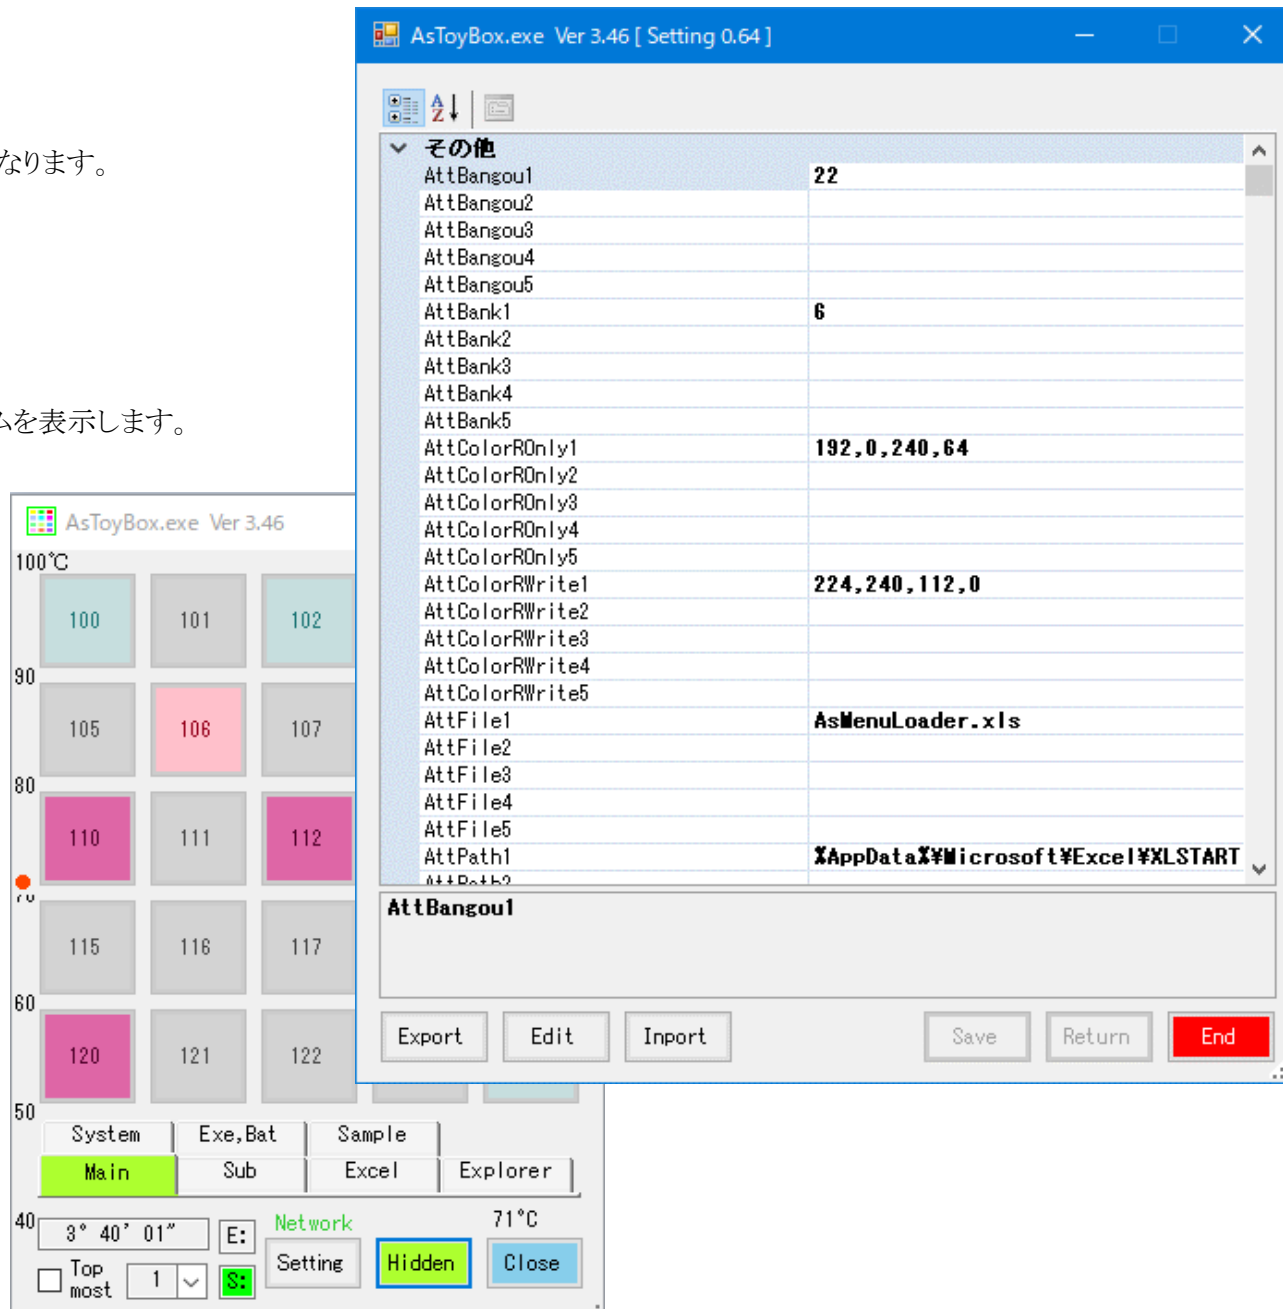 なります。
ムを表示します。
AsToyBox.exe Ver 3.46 [ Setting 0.64 ]
その他
AttBangou1 22
AttBangou2
AttBangou3
AttBangou4
AttBangou5
AttBank1 6
AttBank2
AttBank3
AttBank4
AttBank5
AttColorROnly1 192,0,240,64
AttColorROnly2
AttColorROnly3
AttColorROnly4
AttColorROnly5
AttColorRWrite1 224,240,112,0
AttColorRWrite2
AttColorRWrite3
AttColorRWrite4
AttColorRWrite5
AttFile1 AsMenuLoader.xls
AttFile2
AttFile3
AttFile4
AttFile5
AttPath1 %AppData%¥Microsoft¥Excel¥XLSTART
AttPath2
AttBangou1
Export Edit Inport Save Return End
AsToyBox.exe Ver 3.46
100℃
100 101 102
90
105 106 107
80
110 111 112
70
115 116 117
60
120 121 122
50
System Exe,Bat Sample
Main Sub Excel Explorer
40
3° 40′ 01″ E: Network 71°C
Top most 1 S: Setting Hidden Close